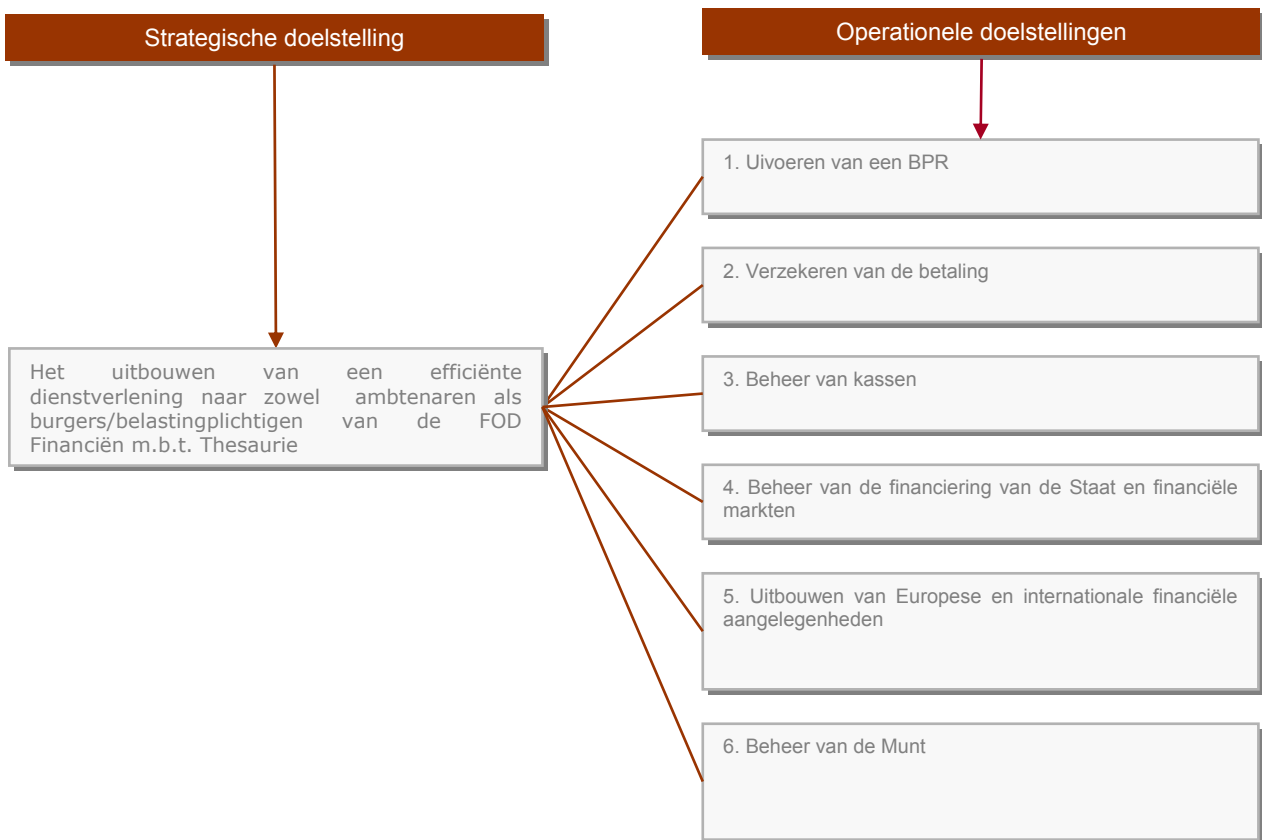 Strategische doelstelling
Operationele doelstellingen
Het uitbouwen van een efficiënte
dienstverlening naar zowel ambtenaren als
burgers/belastingplichtigen van de FOD
Financiën m.b.t. Thesaurie
1. Uivoeren van een BPR
2. Verzekeren van de betaling
3. Beheer van kassen
4. Beheer van de financiering van de Staat en financiële
markten
5. Uitbouwen van Europese en internationale financiële
aangelegenheden
6. Beheer van de Munt